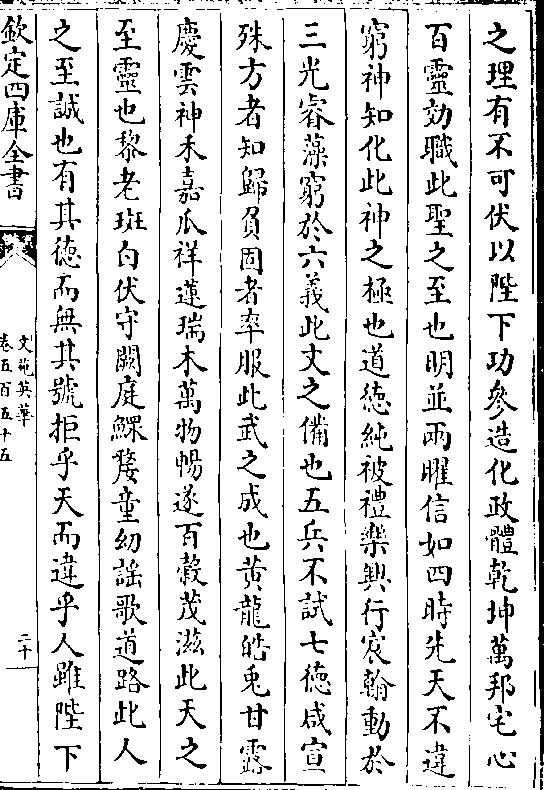 之理有不可伏以陛下功參造化政體乾坤萬邦宅心
百靈効職此聖之至也明並兩曜信如四時先天不違
窮神知化此神之極也道徳純被禮樂興行宸翰動於
三光睿藻窮於六義此文之備也五兵不試七徳咸宣
殊方者知歸負固者率服此武之成也黄龍皓兎甘露
慶雲神禾嘉瓜祥蓮瑞木萬物暢遂百榖茂滋此天之
至靈也黎老班白伏守闕庭鰥嫠童幼謡歌道路此人
之至誠也有其徳而無其號拒乎天而違乎人雖陛下
欽定四庫全書
文苑英華
卷五百五十五
二十